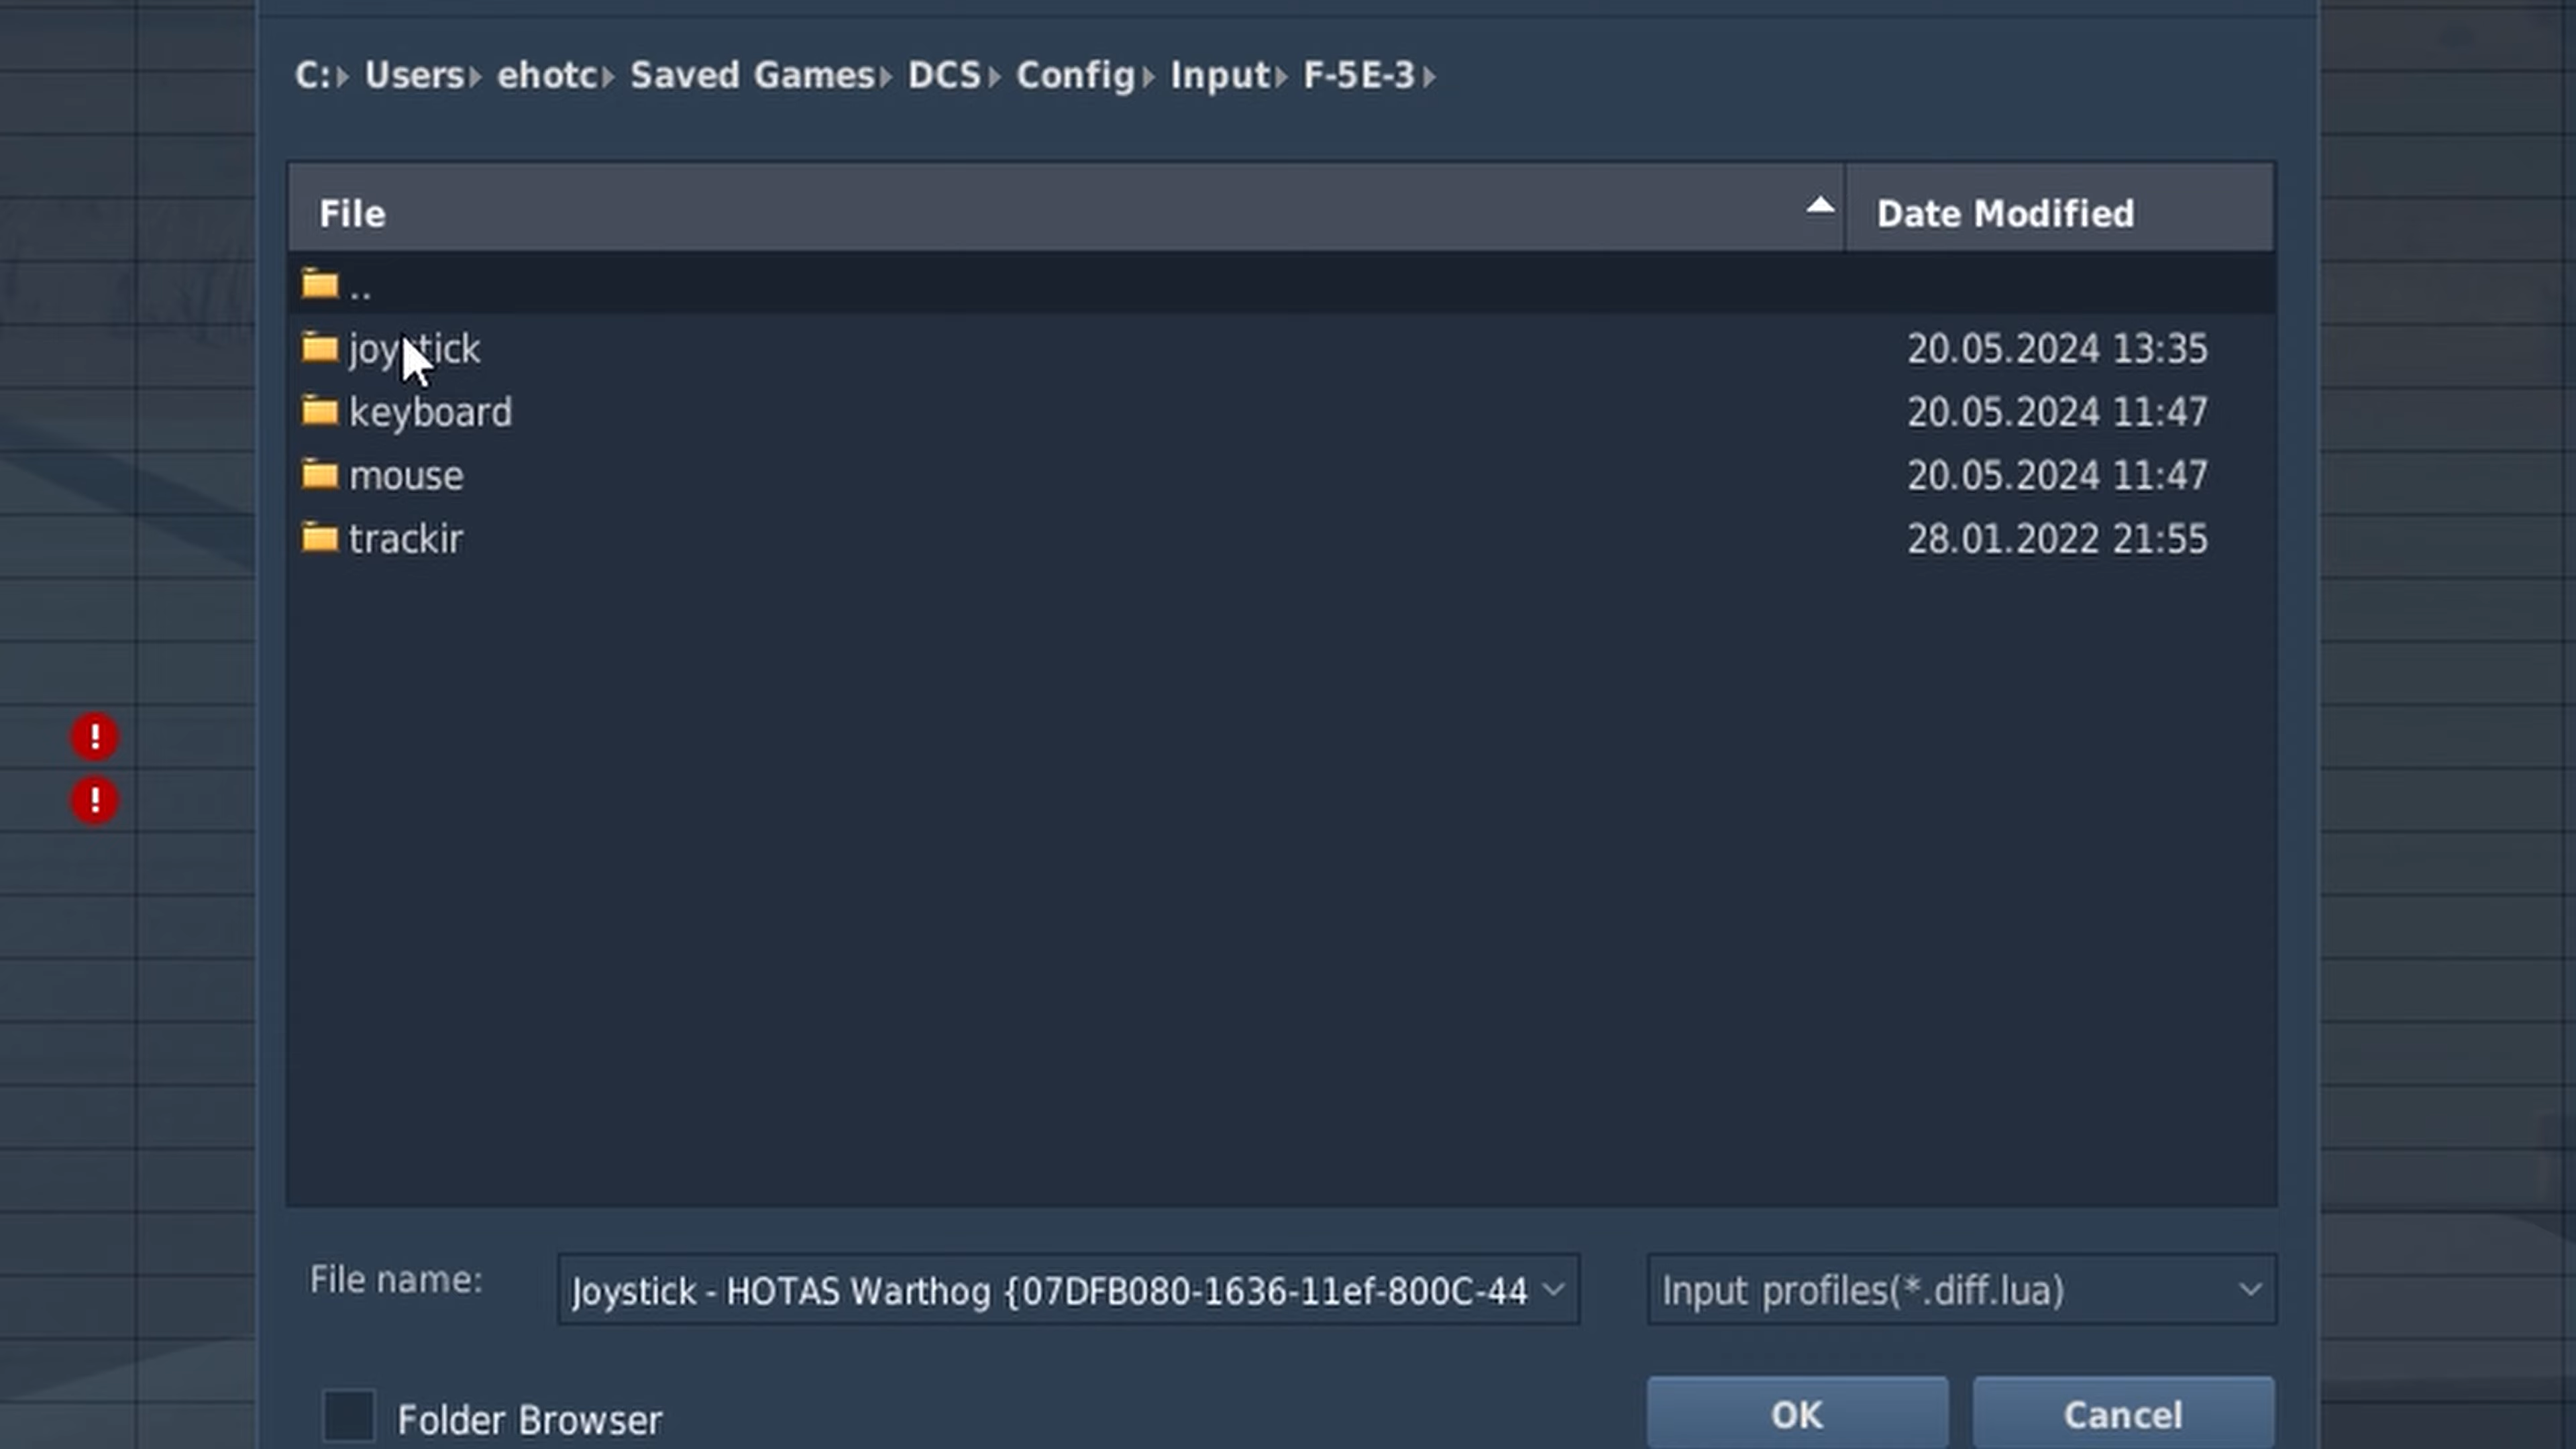 C: Users ehotc Saved Games DCS Config Input F-5E-3
File Date Modified
..
joystick 20.05.2024 13:35
keyboard 20.05.2024 11:47
mouse 20.05.2024 11:47
trackir 28.01.2022 21:55
!
!
File name: Joystick - HOTAS Warthog {07DFB080-1636-11ef-800C-44 Input profiles(*.diff.lua)
Folder Browser OK Cancel